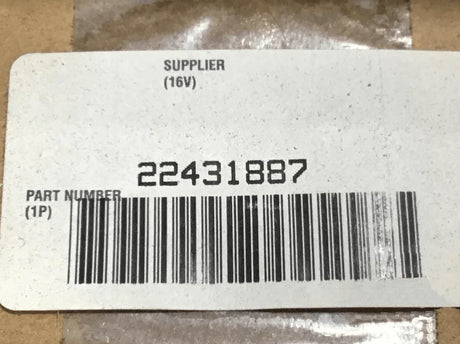 SUPPLIER
(16V)
22431887
PART NUMBER
(1P)